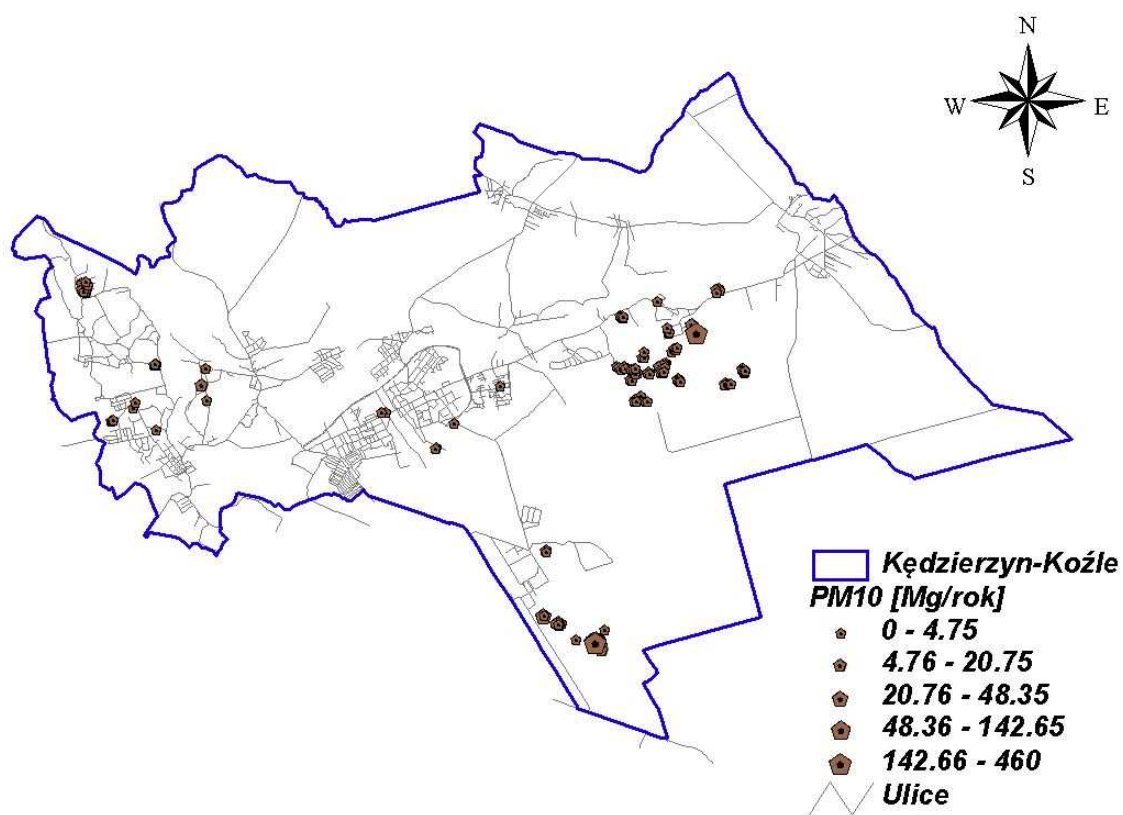 N
W E
S
Kędzierzyn-Koźle
PM10 [Mg/rok]
0 - 4.75
4.76 - 20.75
20.76 - 48.35
48.36 - 142.65
142.66 - 460
Ulice